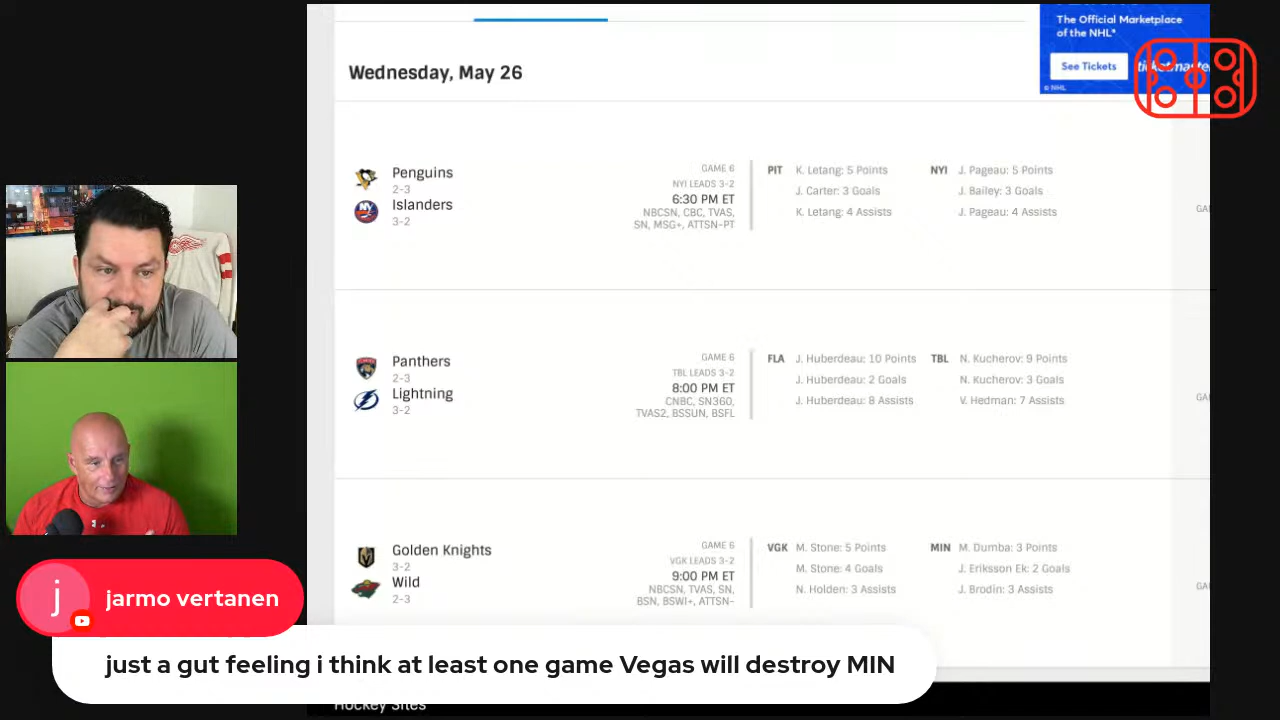 The Official Marketplace
of the NHL®
See Tickets
© NHL
Wednesday, May 26
Penguins
2-3
Islanders
3-2
GAME 6
NYI LEADS 3-2
6:30 PM ET
NBCSN, CBC, TVAS,
SN, MSG+, ATTSN-PT
PIT K. Letang: 5 Points
J. Carter: 3 Goals
K. Letang: 4 Assists
NYI J. Pageau: 5 Points
J. Bailey: 3 Goals
J. Pageau: 4 Assists
Panthers
2-3
Lightning
3-2
GAME 6
TBL LEADS 3-2
8:00 PM ET
CNBC, SN360,
TVAS2, BSSUN, BSFL
FLA J. Huberdeau: 10 Points
J. Huberdeau: 2 Goals
J. Huberdeau: 8 Assists
TBL N. Kucherov: 9 Points
N. Kucherov: 3 Goals
V. Hedman: 7 Assists
Golden Knights
3-2
Wild
2-3
GAME 6
VGK LEADS 3-2
9:00 PM ET
NBCSN, TVAS, SN,
BSN, BSWI+, ATTSN-
VGK M. Stone: 5 Points
M. Stone: 4 Goals
N. Holden: 3 Assists
MIN M. Dumba: 3 Points
J. Eriksson Ek: 2 Goals
J. Brodin: 3 Assists
j
jarmo vertanen
just a gut feeling i think at least one game Vegas will destroy MIN
Hockey Sites